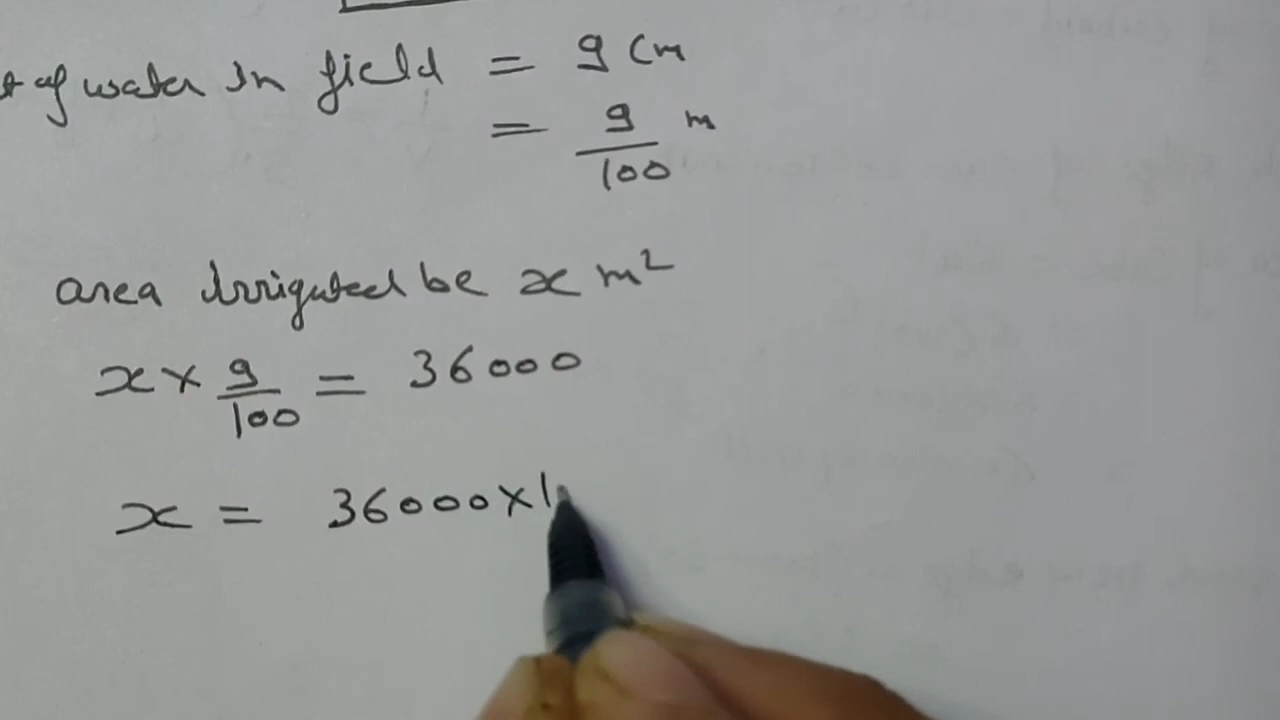 of water in field = 9 cm
= 9/100 m
area irrigated be x m²
x × 9/100 = 36000
x = 36000 × 1